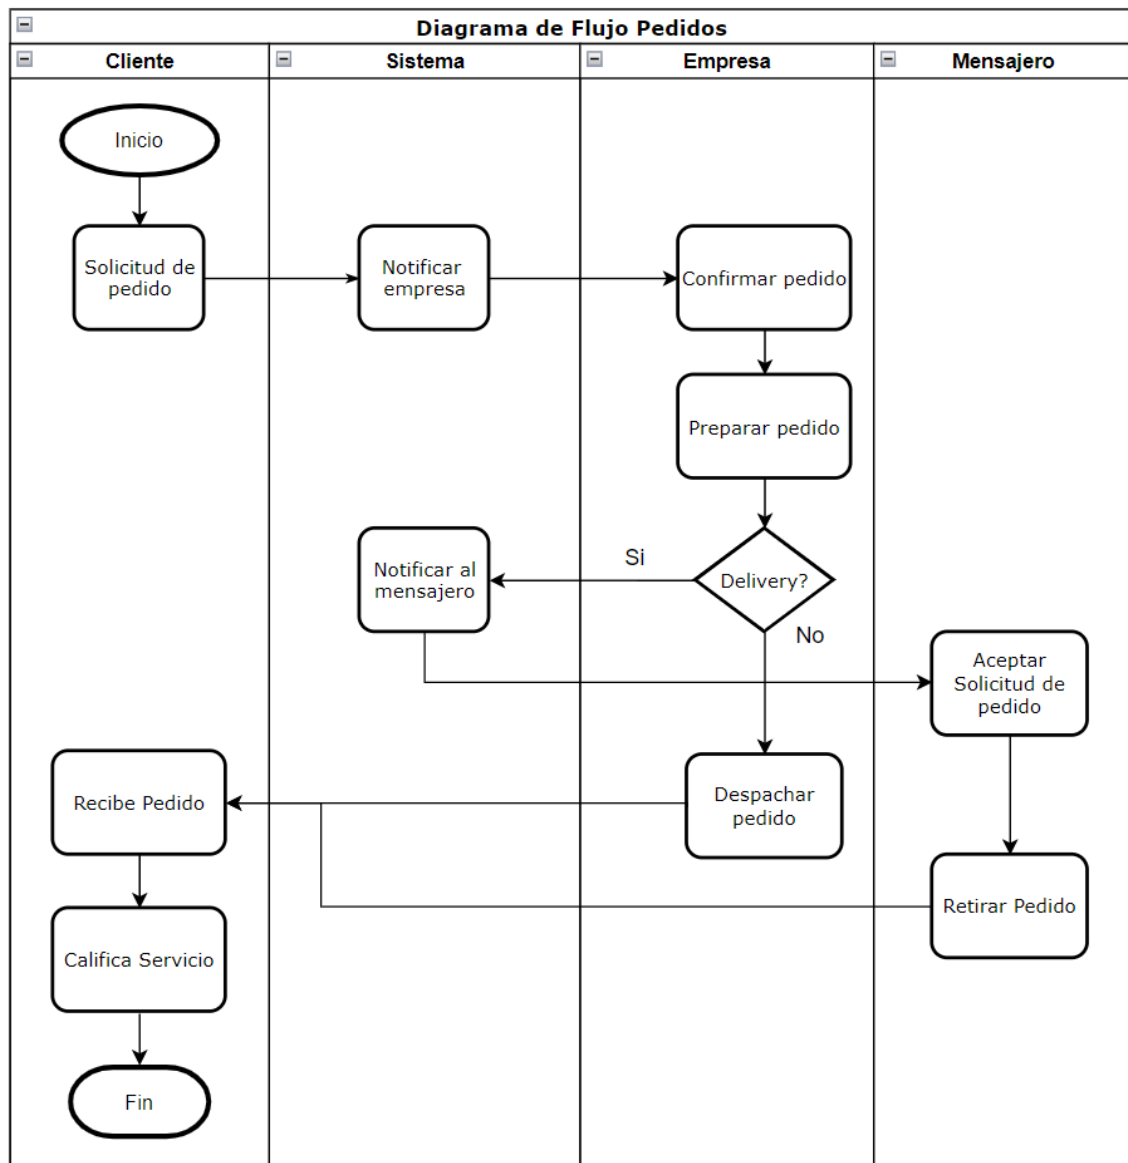 Diagrama de Flujo Pedidos
Cliente
Sistema
Empresa
Mensajero
Inicio
Solicitud de
pedido
Notificar
empresa
Confirmar pedido
Preparar pedido
Notificar al
mensajero
Si
Delivery?
No
Aceptar
Solicitud de
pedido
Recibe Pedido
Despachar
pedido
Retirar Pedido
Califica Servicio
Fin